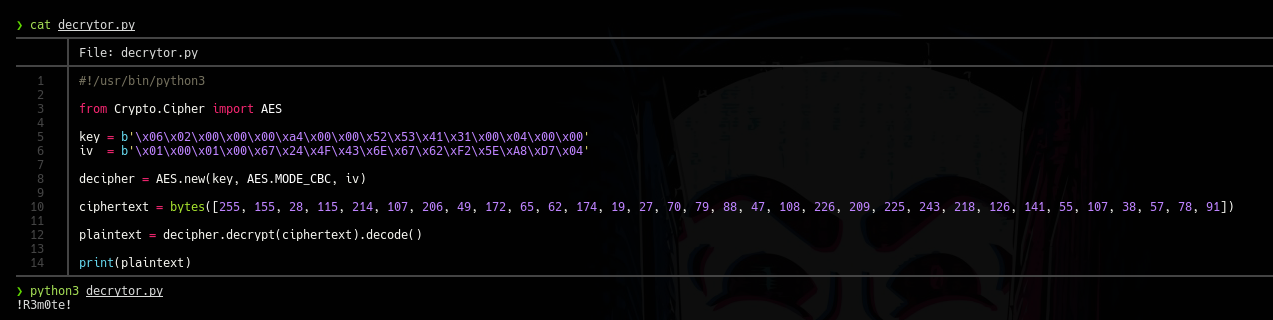 ❯ cat decrytor.py
File: decrytor.py
1 #!/usr/bin/python3
2
3 from Crypto.Cipher import AES
4
5 key = b'\x06\x02\x00\x00\x00\xa4\x00\x00\x52\x53\x41\x31\x00\x04\x00\x00'
6 iv  = b'\x01\x00\x01\x00\x67\x24\x4F\x43\x6E\x67\x62\xF2\x5E\xA8\xD7\x04'
7
8 decipher = AES.new(key, AES.MODE_CBC, iv)
9
10 ciphertext = bytes([255, 155, 28, 115, 214, 107, 206, 49, 172, 65, 62, 174, 19, 27, 70, 79, 88, 47, 108, 226, 209, 225, 243, 218, 126, 141, 55, 107, 38, 57, 78, 91])
11
12 plaintext = decipher.decrypt(ciphertext).decode()
13
14 print(plaintext)
❯ python3 decrytor.py
!R3m0te!